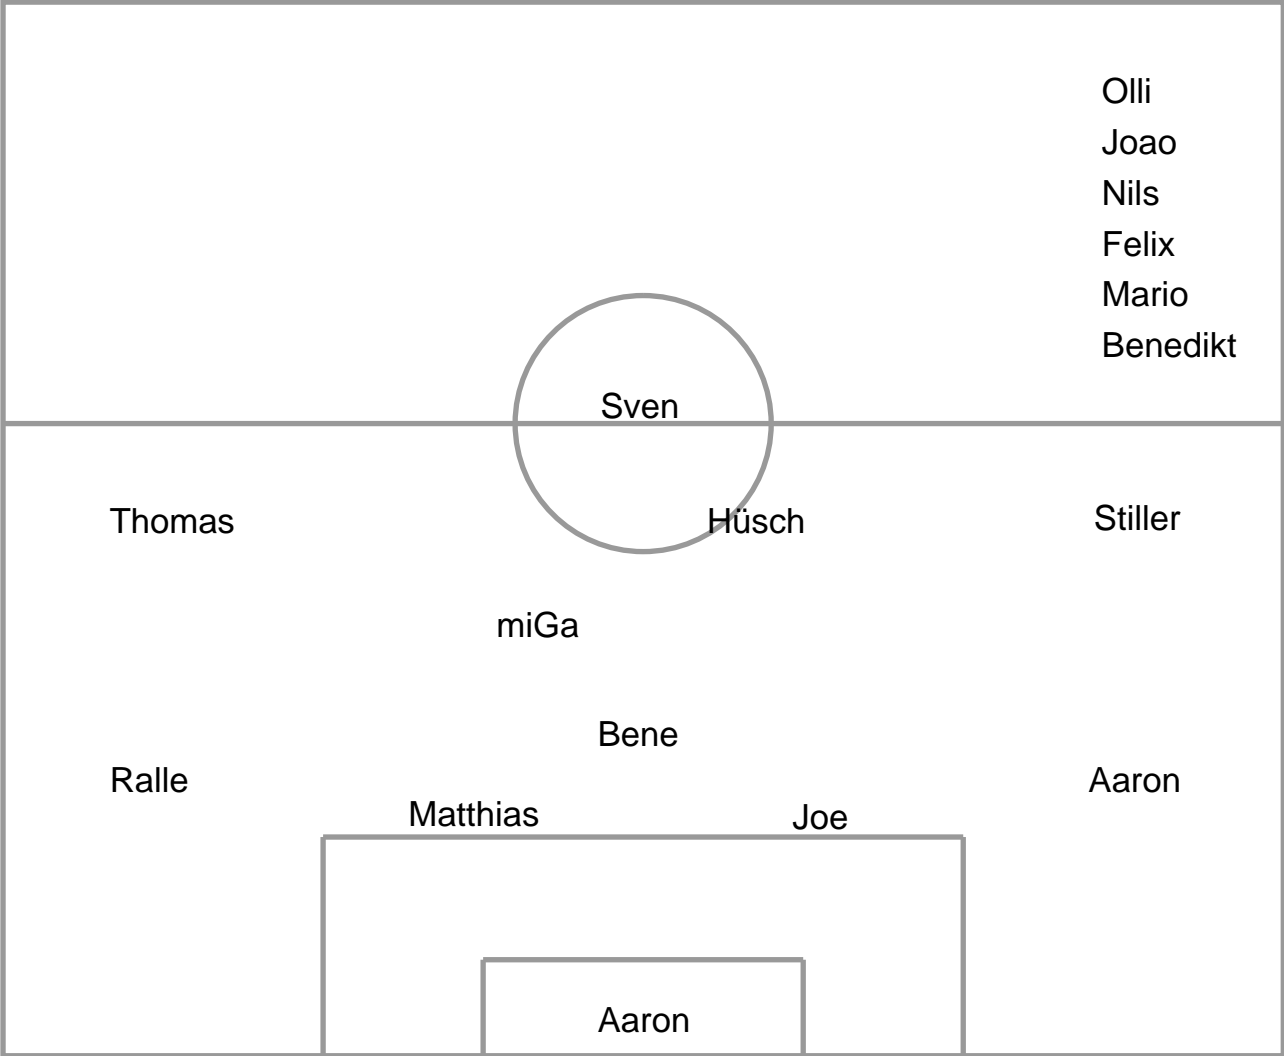 Olli
Joao
Nils
Felix
Mario
Benedikt
Sven
Thomas
Hüsch
Stiller
miGa
Bene
Ralle
Aaron
Matthias
Joe
Aaron